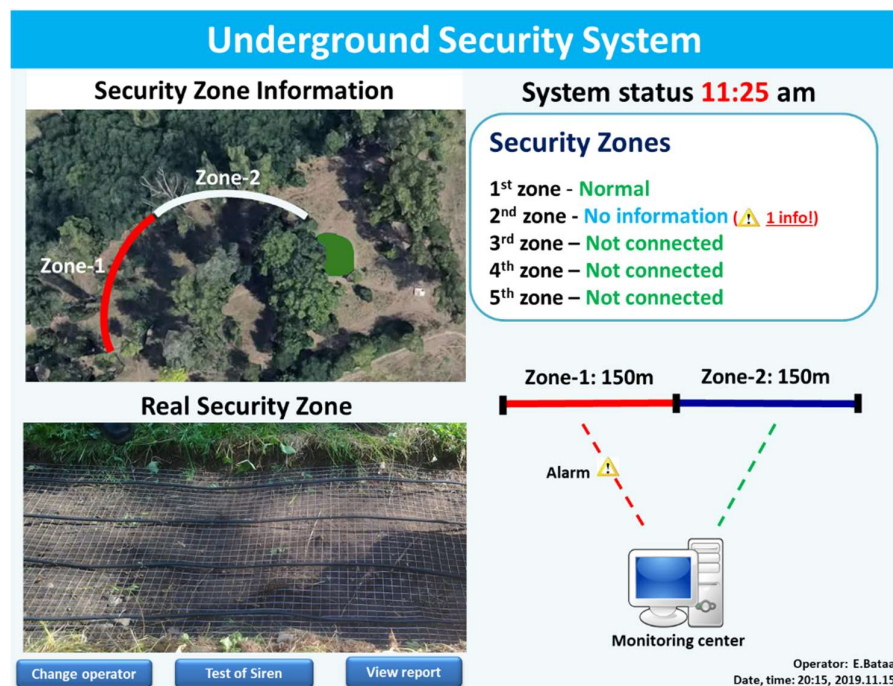 Underground Security System
Security Zone Information
Zone-2
Zone-1
Real Security Zone
Change operator
Test of Siren
View report
System status 11:25 am
Security Zones
1st zone - Normal
2nd zone - No information (⚠ 1 info!)
3rd zone – Not connected
4th zone – Not connected
5th zone – Not connected
Zone-1: 150m Zone-2: 150m
Alarm
Monitoring center
Operator: E.Bataa
Date, time: 20:15, 2019.11.15